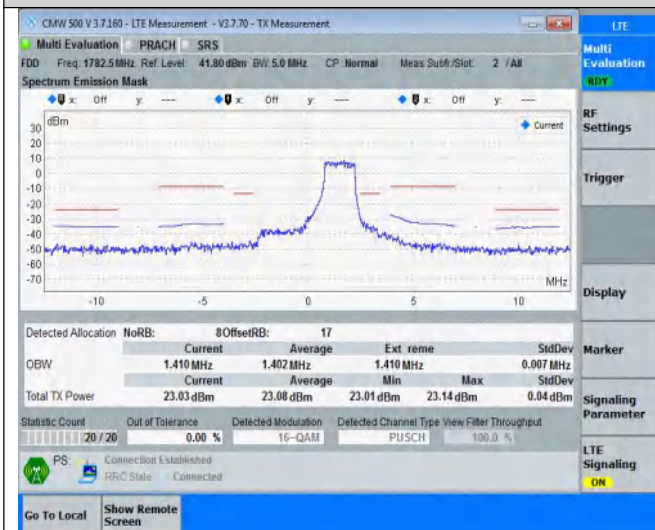 CMW 500 V 3.7.160 - LTE Measurement - V3.7.70 - TX Measurement
LTE
Multi Evaluation PRACH SRS
FDD Freq: 1782.5 MHz Ref. Level: 41.80 dBm BW: 5.0 MHz CP: Normal Meas Subfr./Slot: 2 / All
Spectrum Emission Mask
x: Off y: --- x: Off y: --- x: Off y: ---
dBm
Current
30
20
10
0
-10
-20
-30
-40
-50
-60
-70
MHz
-10 -5 0 5 10
Detected Allocation NoRB: 8 OffsetRB: 17
Current Average Extreme StdDev
OBW 1.410 MHz 1.402 MHz 1.410 MHz 0.007 MHz
Current Average Min Max StdDev
Total TX Power 23.03 dBm 23.08 dBm 23.01 dBm 23.14 dBm 0.04 dBm
Statistic Count Out of Tolerance Detected Modulation Detected Channel Type View Filter Throughput
20 / 20 0.00 % 16-QAM PUSCH 100.0 %
PS: Connection Established
RRC State: Connected
Multi
Evaluation
RDY
RF
Settings
Trigger
Display
Marker
Signaling
Parameter
LTE
Signaling
ON
Go To Local Show Remote
Screen